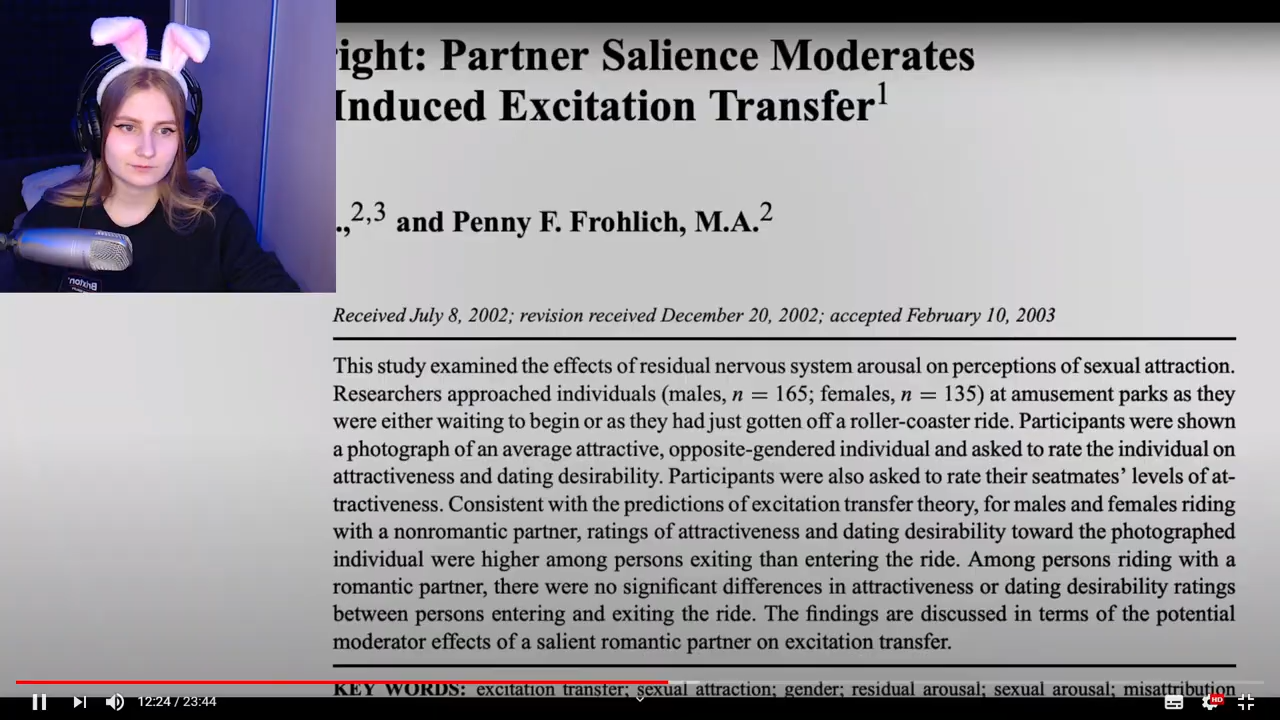 right: Partner Salience Moderates
Induced Excitation Transfer1
.,2,3 and Penny F. Frohlich, M.A.2
Received July 8, 2002; revision received December 20, 2002; accepted February 10, 2003
This study examined the effects of residual nervous system arousal on perceptions of sexual attraction.
Researchers approached individuals (males, n = 165; females, n = 135) at amusement parks as they
were either waiting to begin or as they had just gotten off a roller-coaster ride. Participants were shown
a photograph of an average attractive, opposite-gendered individual and asked to rate the individual on
attractiveness and dating desirability. Participants were also asked to rate their seatmates’ levels of at-
tractiveness. Consistent with the predictions of excitation transfer theory, for males and females riding
with a nonromantic partner, ratings of attractiveness and dating desirability toward the photographed
individual were higher among persons exiting than entering the ride. Among persons riding with a
romantic partner, there were no significant differences in attractiveness or dating desirability ratings
between persons entering and exiting the ride. The findings are discussed in terms of the potential
moderator effects of a salient romantic partner on excitation transfer.
KEY WORDS: excitation transfer; sexual attraction; gender; residual arousal; sexual arousal; misattribution
12:24 / 23:44
HD